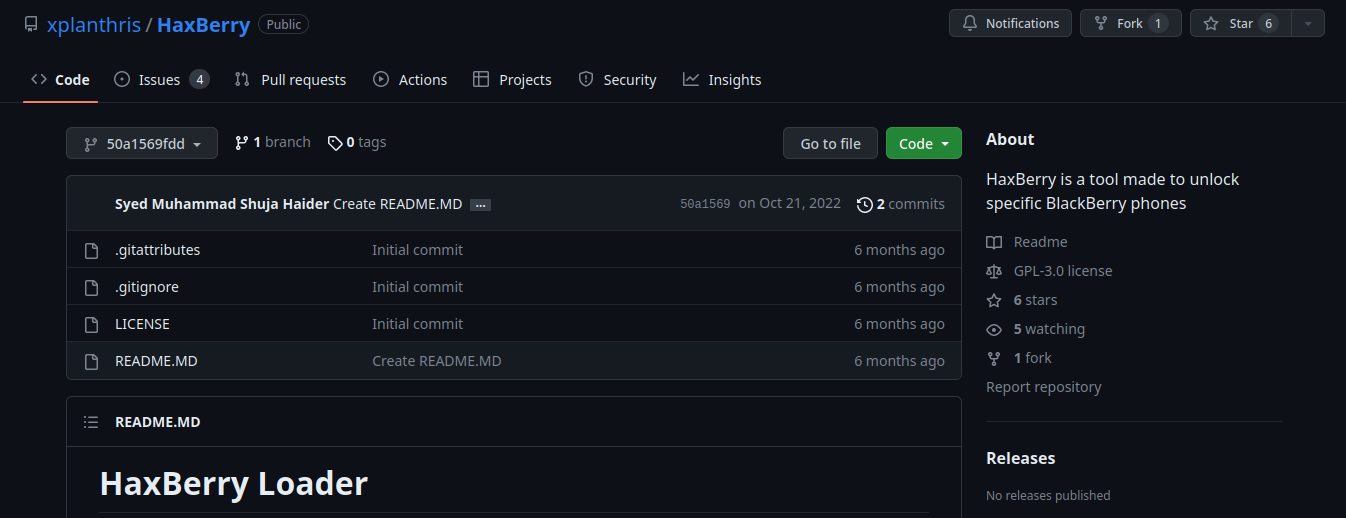 xplanthris / HaxBerry Public
Notifications Fork 1 Star 6
Code Issues 4 Pull requests Actions Projects Security Insights
50a1569fdd 1 branch 0 tags Go to file Code
Syed Muhammad Shuja Haider Create README.MD ... 50a1569 on Oct 21, 2022 2 commits
.gitattributes Initial commit 6 months ago
.gitignore Initial commit 6 months ago
LICENSE Initial commit 6 months ago
README.MD Create README.MD 6 months ago
README.MD
HaxBerry Loader
About
HaxBerry is a tool made to unlock
specific BlackBerry phones
Readme
GPL-3.0 license
6 stars
5 watching
1 fork
Report repository
Releases
No releases published